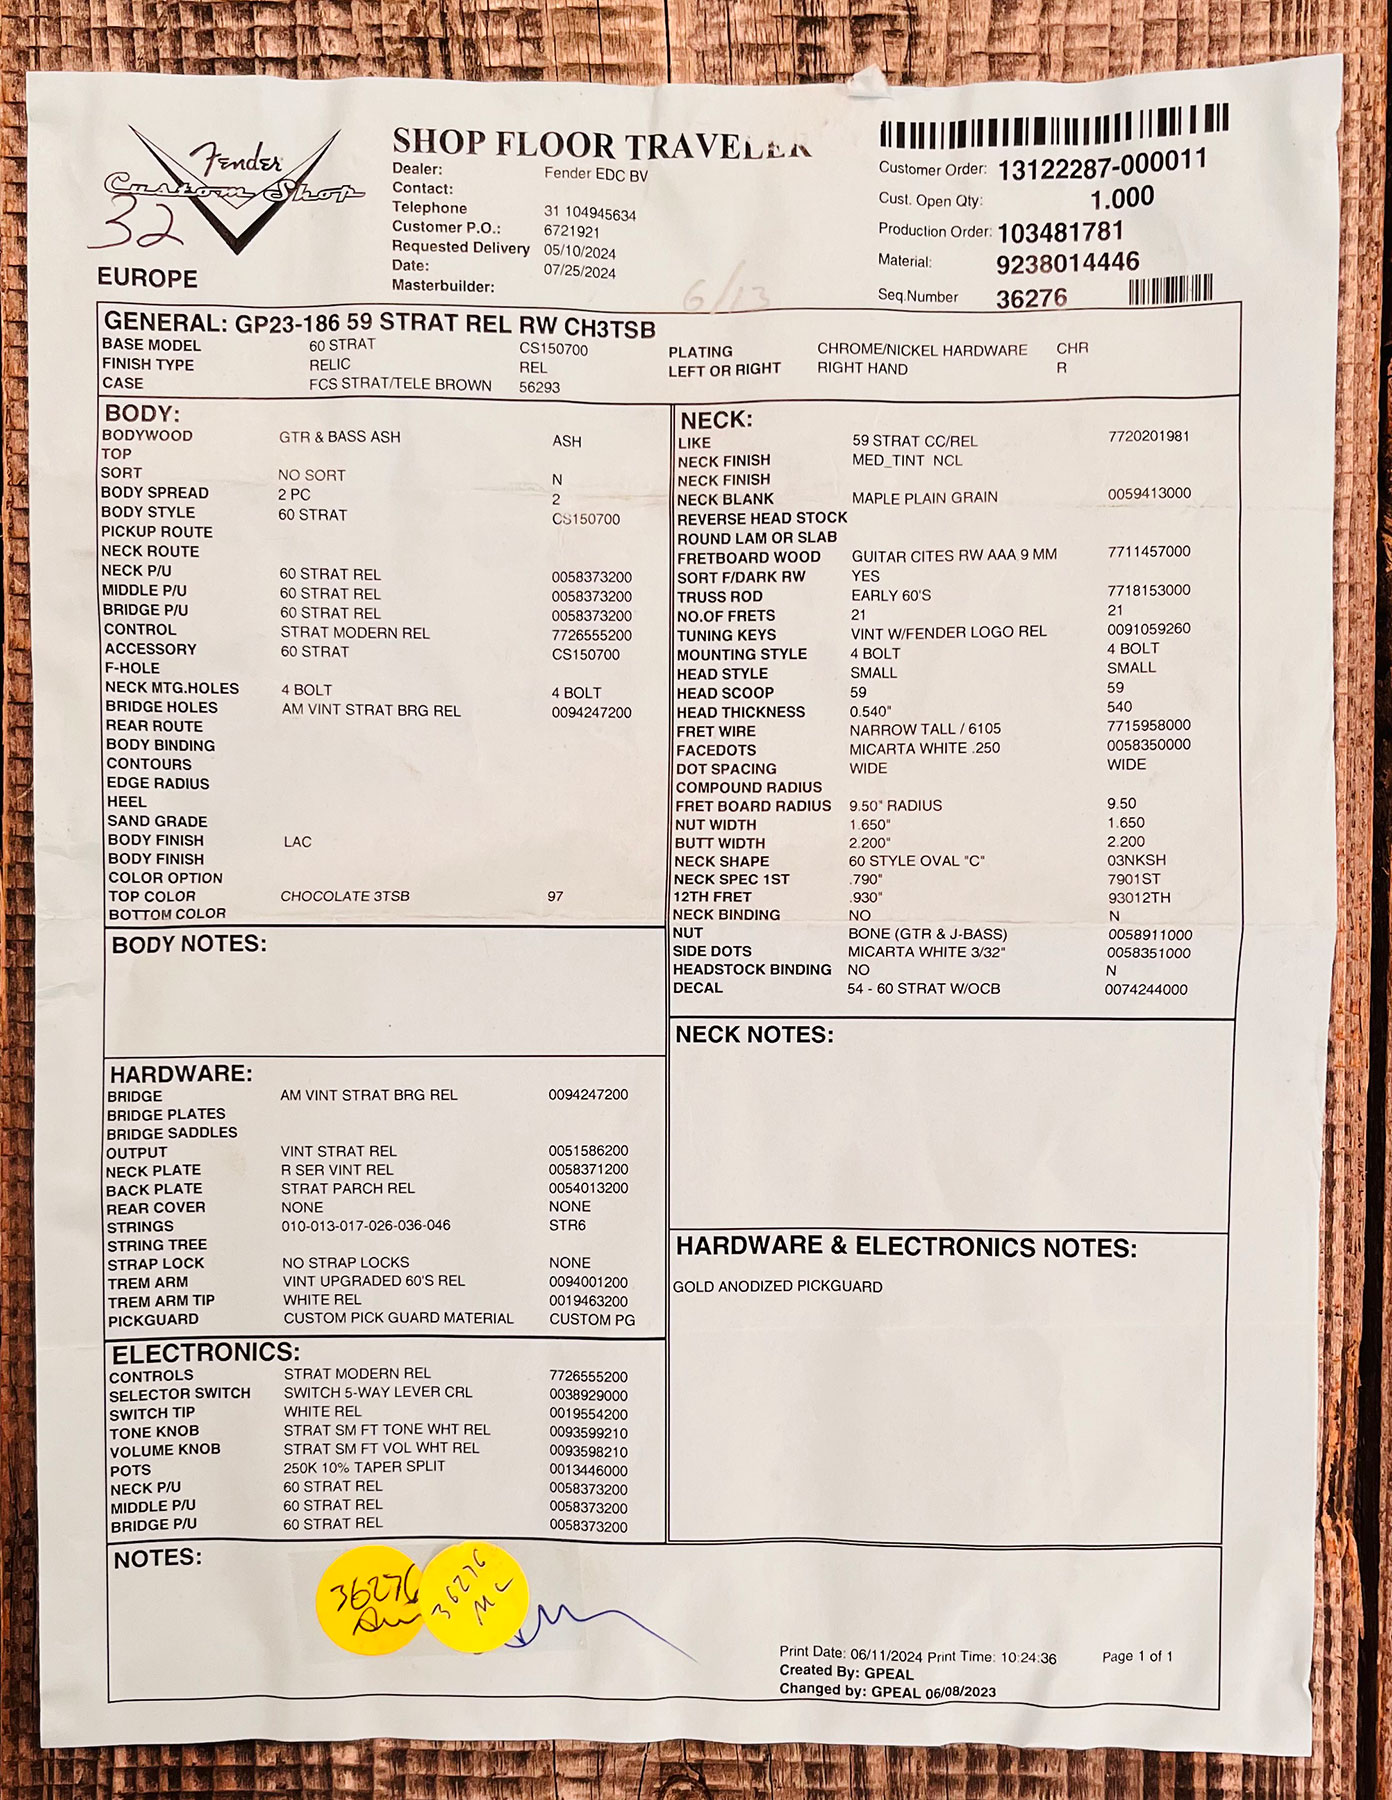 Fender
Custom Shop
32
EUROPE
SHOP FLOOR TRAVELER
Dealer: Fender EDC BV
Contact:
Telephone 31 104945634
Customer P.O.: 6721921
Requested Delivery 05/10/2024
Date: 07/25/2024
Masterbuilder:
6/13
Customer Order: 13122287-000011
Cust. Open Qty: 1.000
Production Order: 103481781
Material: 9238014446
Seq.Number 36276
GENERAL: GP23-186 59 STRAT REL RW CH3TSB
BASE MODEL 60 STRAT CS150700
FINISH TYPE RELIC REL
CASE FCS STRAT/TELE BROWN 56293
PLATING CHROME/NICKEL HARDWARE CHR
LEFT OR RIGHT RIGHT HAND R
BODY:
BODYWOOD GTR & BASS ASH ASH
TOP
SORT NO SORT N
BODY SPREAD 2 PC 2
BODY STYLE 60 STRAT CS150700
PICKUP ROUTE
NECK ROUTE
NECK P/U 60 STRAT REL 0058373200
MIDDLE P/U 60 STRAT REL 0058373200
BRIDGE P/U 60 STRAT REL 0058373200
CONTROL STRAT MODERN REL 7726555200
ACCESSORY 60 STRAT CS150700
F-HOLE
NECK MTG.HOLES 4 BOLT 4 BOLT
BRIDGE HOLES AM VINT STRAT BRG REL 0094247200
REAR ROUTE
BODY BINDING
CONTOURS
EDGE RADIUS
HEEL
SAND GRADE
BODY FINISH LAC
BODY FINISH
COLOR OPTION
TOP COLOR CHOCOLATE 3TSB 97
BOTTOM COLOR
BODY NOTES:
HARDWARE:
BRIDGE AM VINT STRAT BRG REL 0094247200
BRIDGE PLATES
BRIDGE SADDLES
OUTPUT VINT STRAT REL 0051586200
NECK PLATE R SER VINT REL 0058371200
BACK PLATE STRAT PARCH REL 0054013200
REAR COVER NONE NONE
STRINGS 010-013-017-026-036-046 STR6
STRING TREE
STRAP LOCK NO STRAP LOCKS NONE
TREM ARM VINT UPGRADED 60'S REL 0094001200
TREM ARM TIP WHITE REL 0019463200
PICKGUARD CUSTOM PICK GUARD MATERIAL CUSTOM PG
ELECTRONICS:
CONTROLS STRAT MODERN REL 7726555200
SELECTOR SWITCH SWITCH 5-WAY LEVER CRL 0038929000
SWITCH TIP WHITE REL 0019554200
TONE KNOB STRAT SM FT TONE WHT REL 0093599210
VOLUME KNOB STRAT SM FT VOL WHT REL 0093598210
POTS 250K 10% TAPER SPLIT 0013446000
NECK P/U 60 STRAT REL 0058373200
MIDDLE P/U 60 STRAT REL 0058373200
BRIDGE P/U 60 STRAT REL 0058373200
NECK:
LIKE 59 STRAT CC/REL 7720201981
NECK FINISH MED_TINT NCL
NECK FINISH
NECK BLANK MAPLE PLAIN GRAIN 0059413000
REVERSE HEAD STOCK
ROUND LAM OR SLAB
FRETBOARD WOOD GUITAR CITES RW AAA 9 MM 7711457000
SORT F/DARK RW YES
TRUSS ROD EARLY 60'S 7718153000
NO.OF FRETS 21 21
TUNING KEYS VINT W/FENDER LOGO REL 0091059260
MOUNTING STYLE 4 BOLT 4 BOLT
HEAD STYLE SMALL SMALL
HEAD SCOOP 59 59
HEAD THICKNESS 0.540" 540
FRET WIRE NARROW TALL / 6105 7715958000
FACEDOTS MICARTA WHITE .250 0058350000
DOT SPACING WIDE WIDE
COMPOUND RADIUS
FRET BOARD RADIUS 9.50" RADIUS 9.50
NUT WIDTH 1.650" 1.650
BUTT WIDTH 2.200" 2.200
NECK SHAPE 60 STYLE OVAL "C" 03NKSH
NECK SPEC 1ST .790" 7901ST
12TH FRET .930" 93012TH
NECK BINDING NO N
NUT BONE (GTR & J-BASS) 0058911000
SIDE DOTS MICARTA WHITE 3/32" 0058351000
HEADSTOCK BINDING NO N
DECAL 54 - 60 STRAT W/OCB 0074244000
NECK NOTES:
HARDWARE & ELECTRONICS NOTES:
GOLD ANODIZED PICKGUARD
NOTES:
36276
36276
MC
Print Date: 06/11/2024 Print Time: 10:24:36 Page 1 of 1
Created By: GPEAL
Changed by: GPEAL 06/08/2023